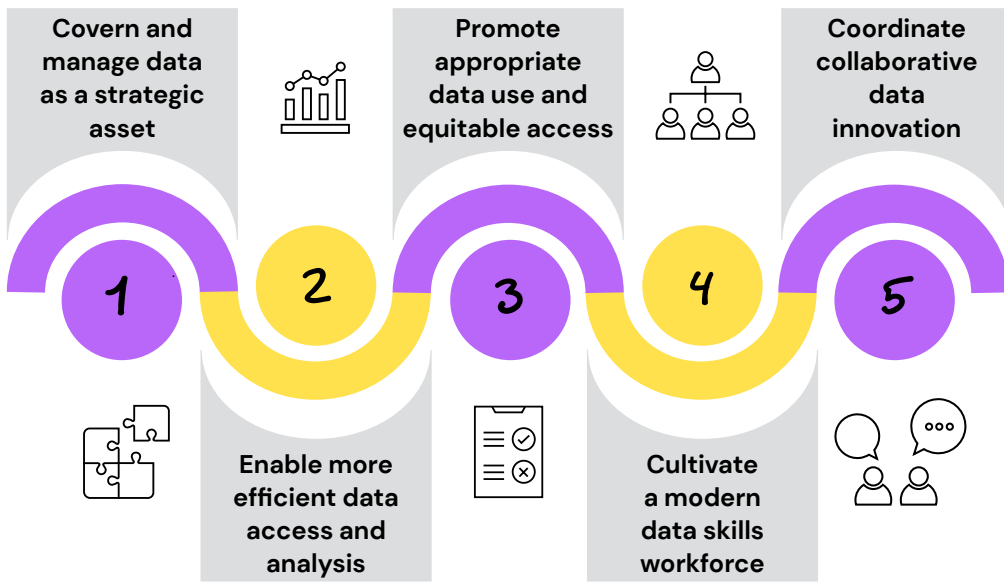 Covern and
manage data
as a strategic
asset
1
2
Enable more
efficient data
access and
analysis
Promote
appropriate
data use and
equitable access
3
4
Cultivate
a modern
data skills
workforce
Coordinate
collaborative
data
innovation
5